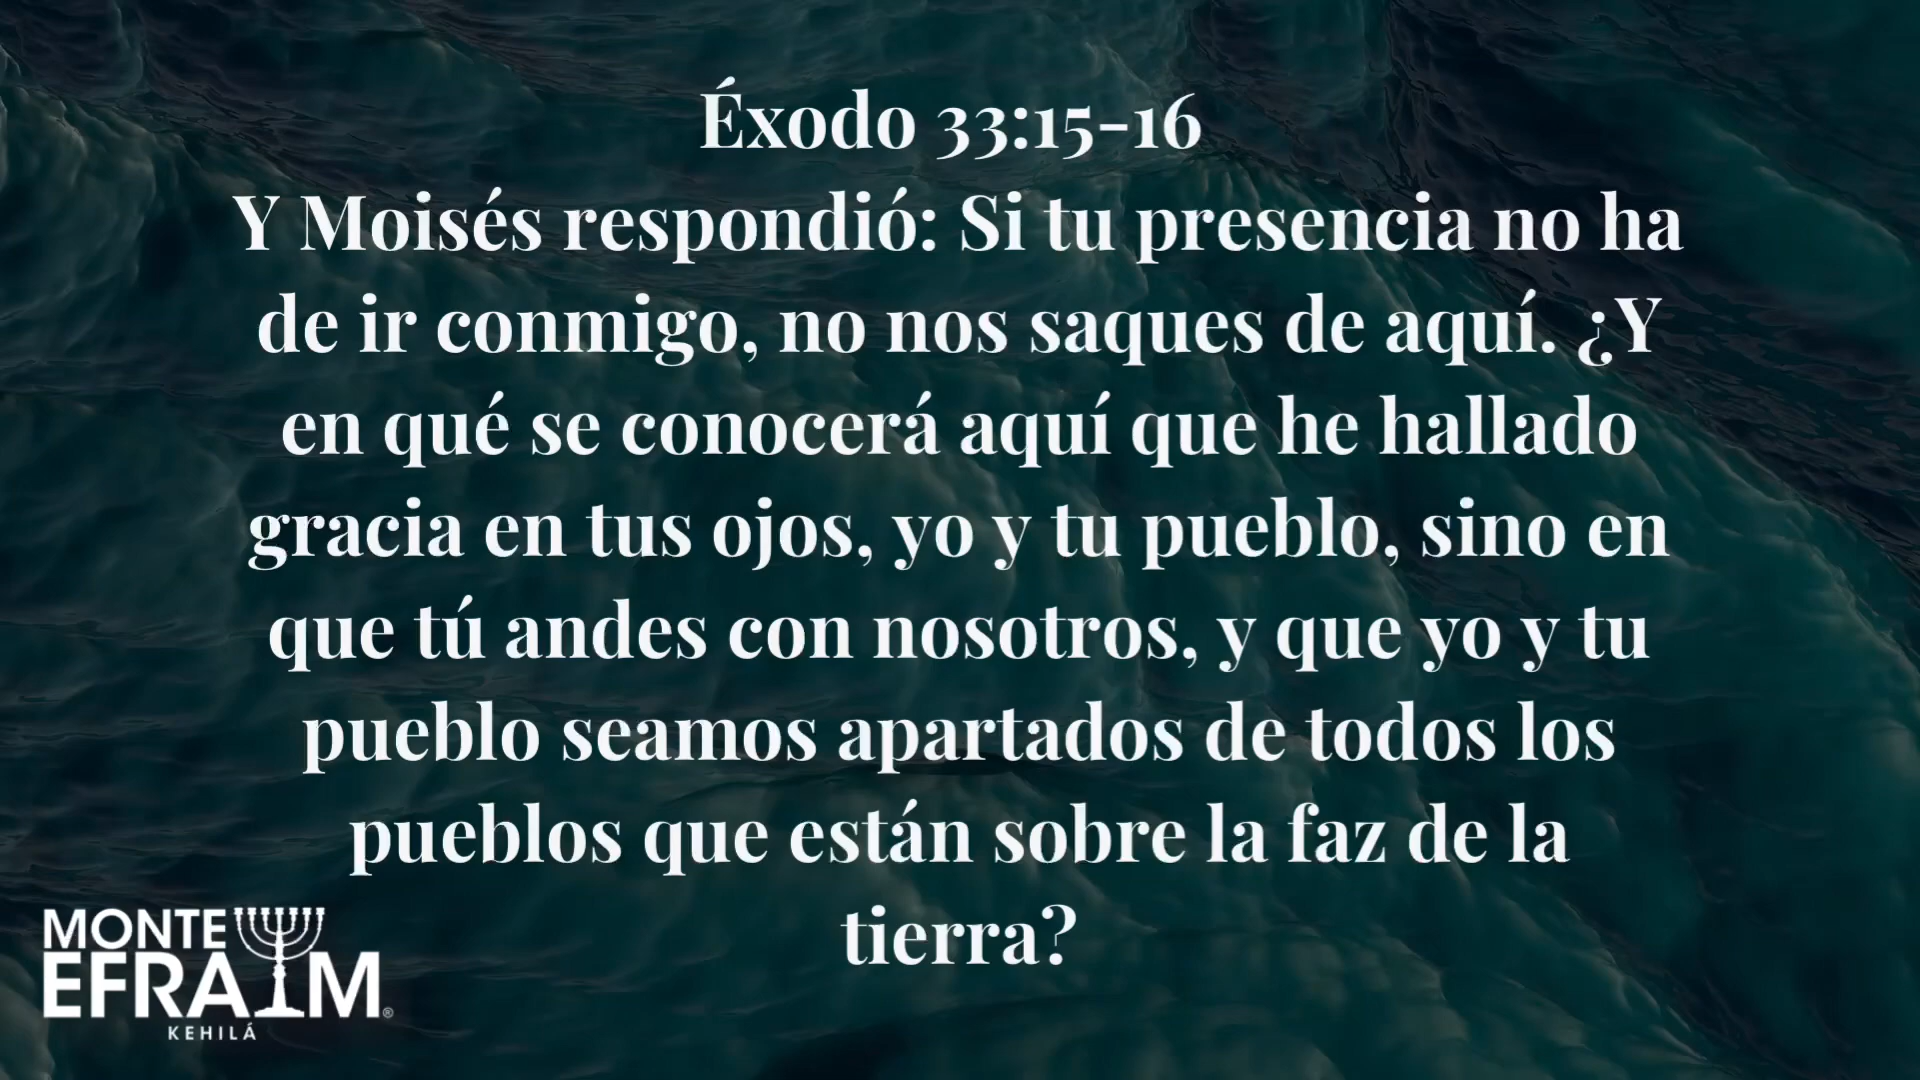 Éxodo 33:15-16
Y Moisés respondió: Si tu presencia no ha
de ir conmigo, no nos saques de aquí. ¿Y
en qué se conocerá aquí que he hallado
gracia en tus ojos, yo y tu pueblo, sino en
que tú andes con nosotros, y que yo y tu
pueblo seamos apartados de todos los
pueblos que están sobre la faz de la
tierra?
MONTE
EFRAIM®
KEHILÁ